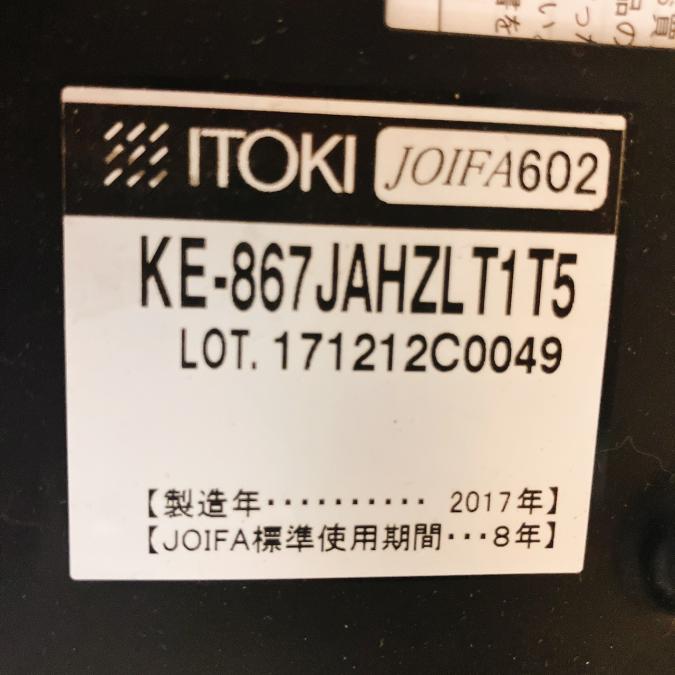 ITOKI JOIFA602
KE-867JAHZLT1T5
LOT. 171212C0049
【製造年・・・・・・・・・・ 2017年】
【JOIFA標準使用期間・・・8年】